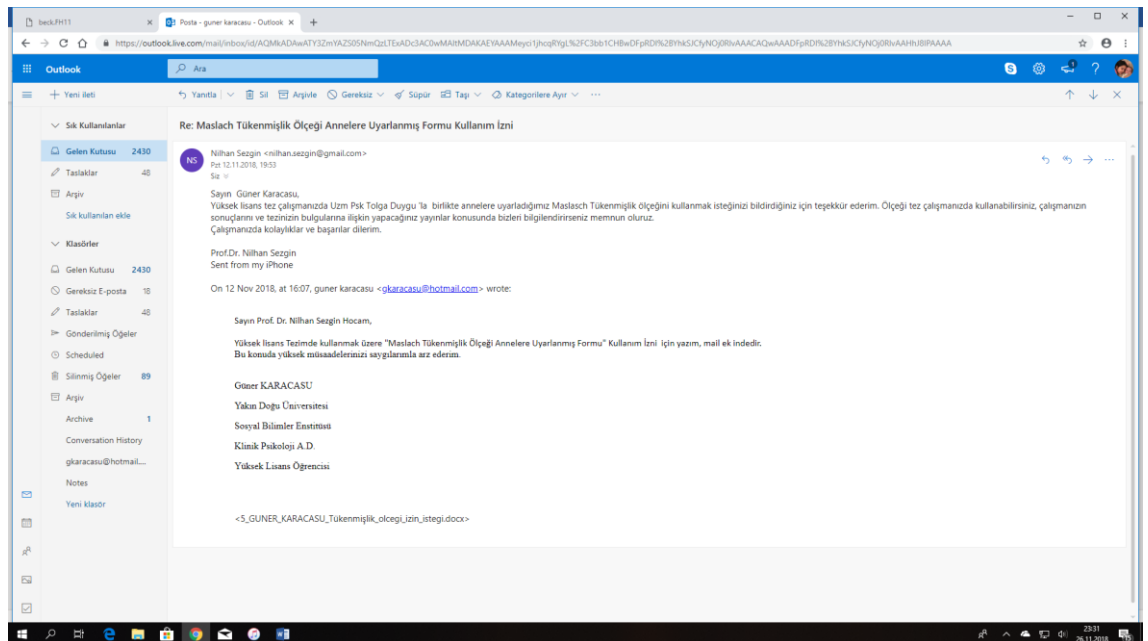 beck.FH11
Posta - guner karacasu - Outlook
Outlook
Ara
Yeni ileti
Yanıtla
Sil
Arşivle
Gereksiz
Süpür
Taşı
Kategorilere Ayır
Sık Kullanılanlar
Gelen Kutusu 2430
Taslaklar 48
Arşiv
Sık kullanılan ekle
Klasörler
Gelen Kutusu 2430
Gereksiz E-posta 18
Taslaklar 48
Gönderilmiş Öğeler
Scheduled
Silinmiş Öğeler 89
Arşiv
Archive 1
Conversation History
gkaracasu@hotmail....
Notes
Yeni klasör
Re: Maslach Tükenmişlik Ölçeği Annelere Uyarlanmış Formu Kullanım İzni
NS
Nilhan Sezgin <nilhan.sezgin@gmail.com>
Pzt 12.11.2018, 19:53
Siz
Sayın Güner Karacasu,
Yüksek lisans tez çalışmanızda Uzm Psk Tolga Duygu 'la birlikte annelere uyarladığımz Maslasch Tükenmişlik ölçeğini kullanmak isteğinizi bildirdiğiniz için teşekkür ederim. Ölçeği tez çalışmanızda kullanabilirsiniz, çalışmanızın
sonuçlarını ve tezinizin bulgularına ilişkin yapacağınız yayınlar konusunda bizleri bilgilendirirseniz memnun oluruz.
Çalışmanızda kolaylıklar ve başarılar dilerim.
Prof.Dr. Nilhan Sezgin
Sent from my iPhone
On 12 Nov 2018, at 16:07, guner karacasu <gkaracasu@hotmail.com> wrote:
Sayın Prof. Dr. Nilhan Sezgin Hocam,
Yüksek lisans Tezimde kullanmak üzere "Maslach Tükenmişlik Ölçeği Annelere Uyarlanmış Formu" Kullanım İzni için yazım, mail ek indedir.
Bu konuda yüksek müsaadelerinizi saygılarımla arz ederim.
Güner KARACASU
Yakın Doğu Üniversitesi
Sosyal Bilimler Enstitüsü
Klinik Psikoloji A.D.
Yüksek Lisans Öğrencisi
<5_GUNER_KARACASU_Tükenmişlik_olcegi_izin_istegi.docx>
23:31
26.11.2018